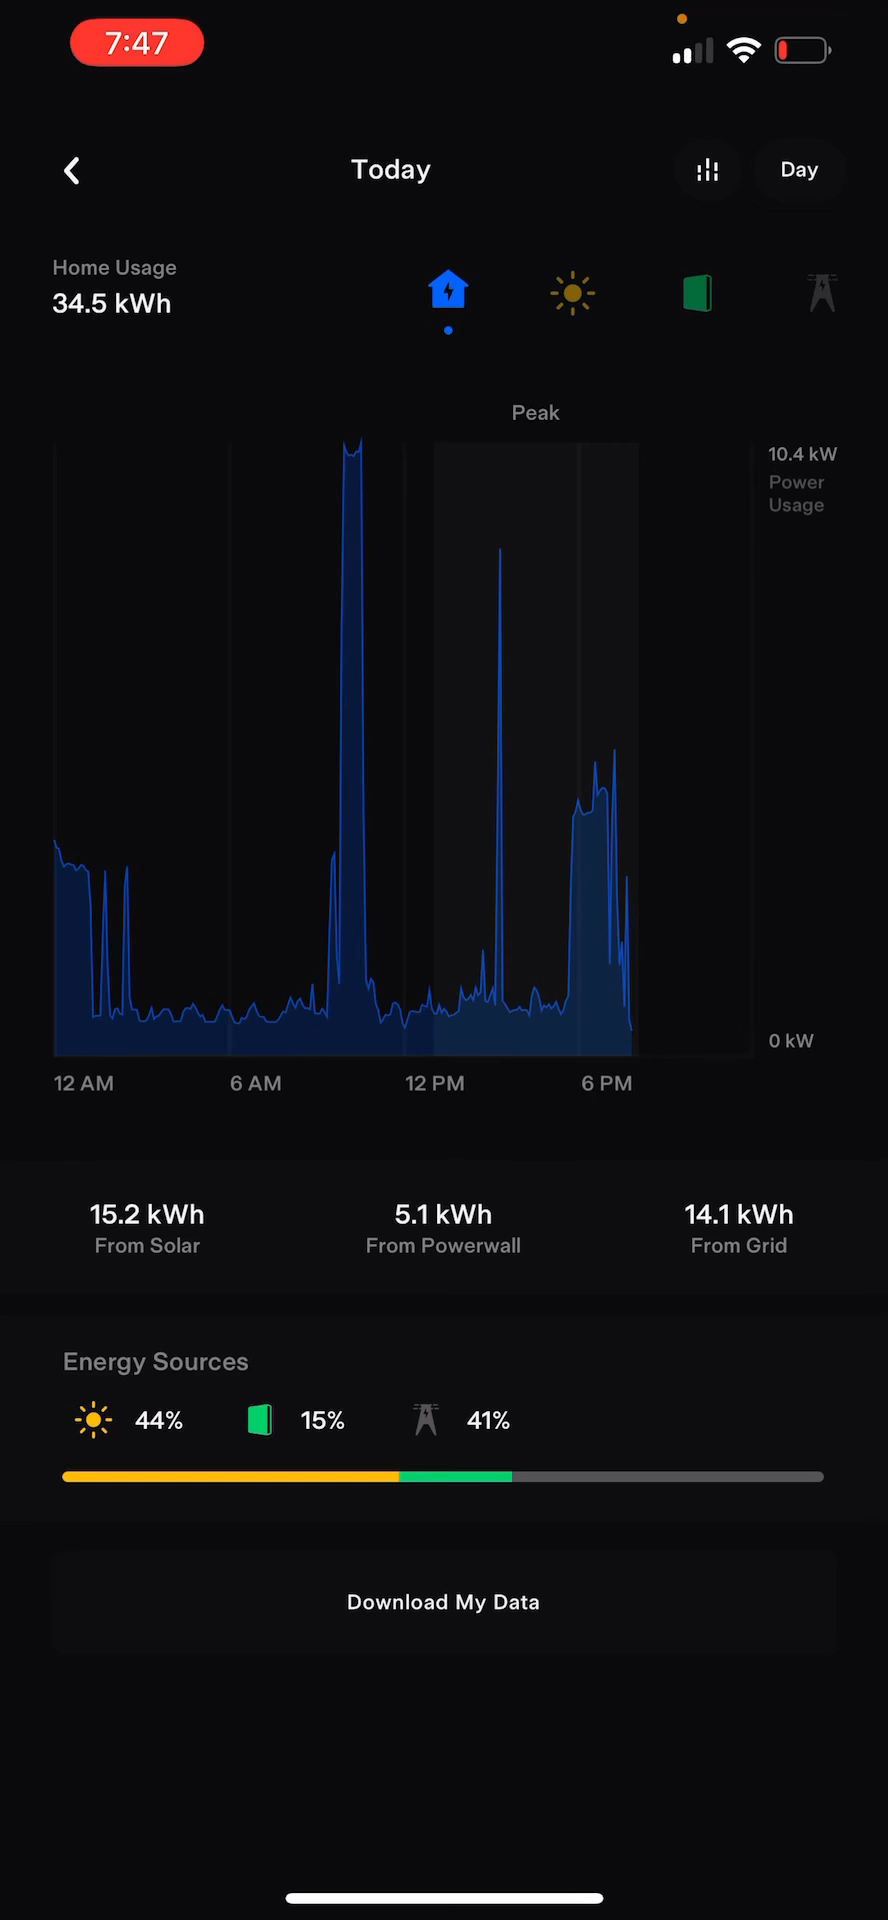 7:47
Today
Day
Home Usage
34.5 kWh
Peak
10.4 kW
Power
Usage
0 kW
12 AM 6 AM 12 PM 6 PM
15.2 kWh 5.1 kWh 14.1 kWh
From Solar From Powerwall From Grid
Energy Sources
44% 15% 41%
Download My Data